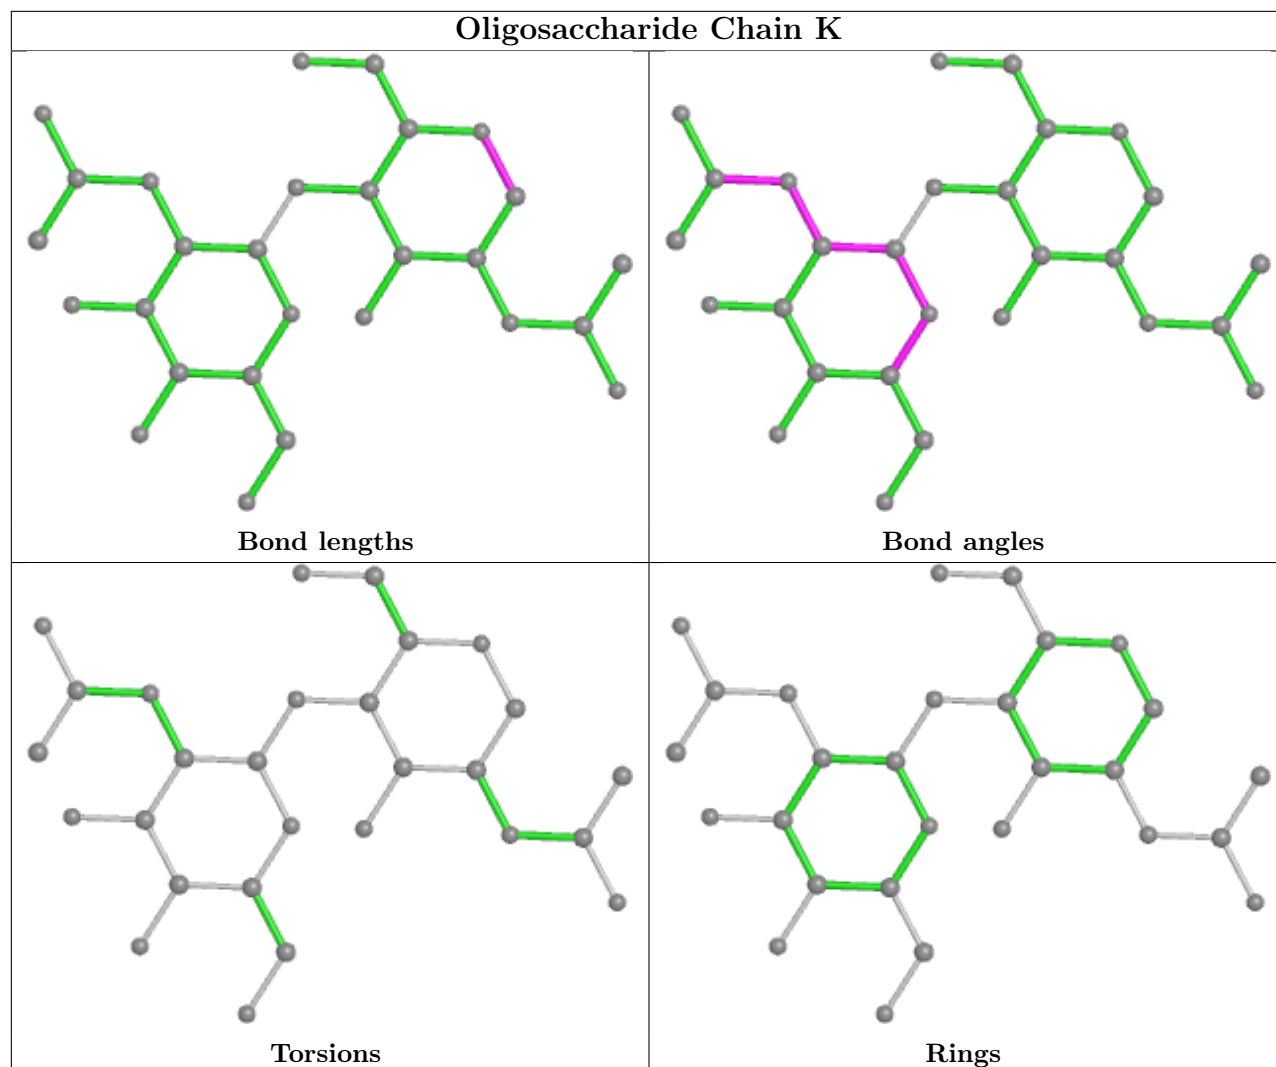 Oligosaccharide Chain K
Bond lengths
Bond angles
Torsions
Rings